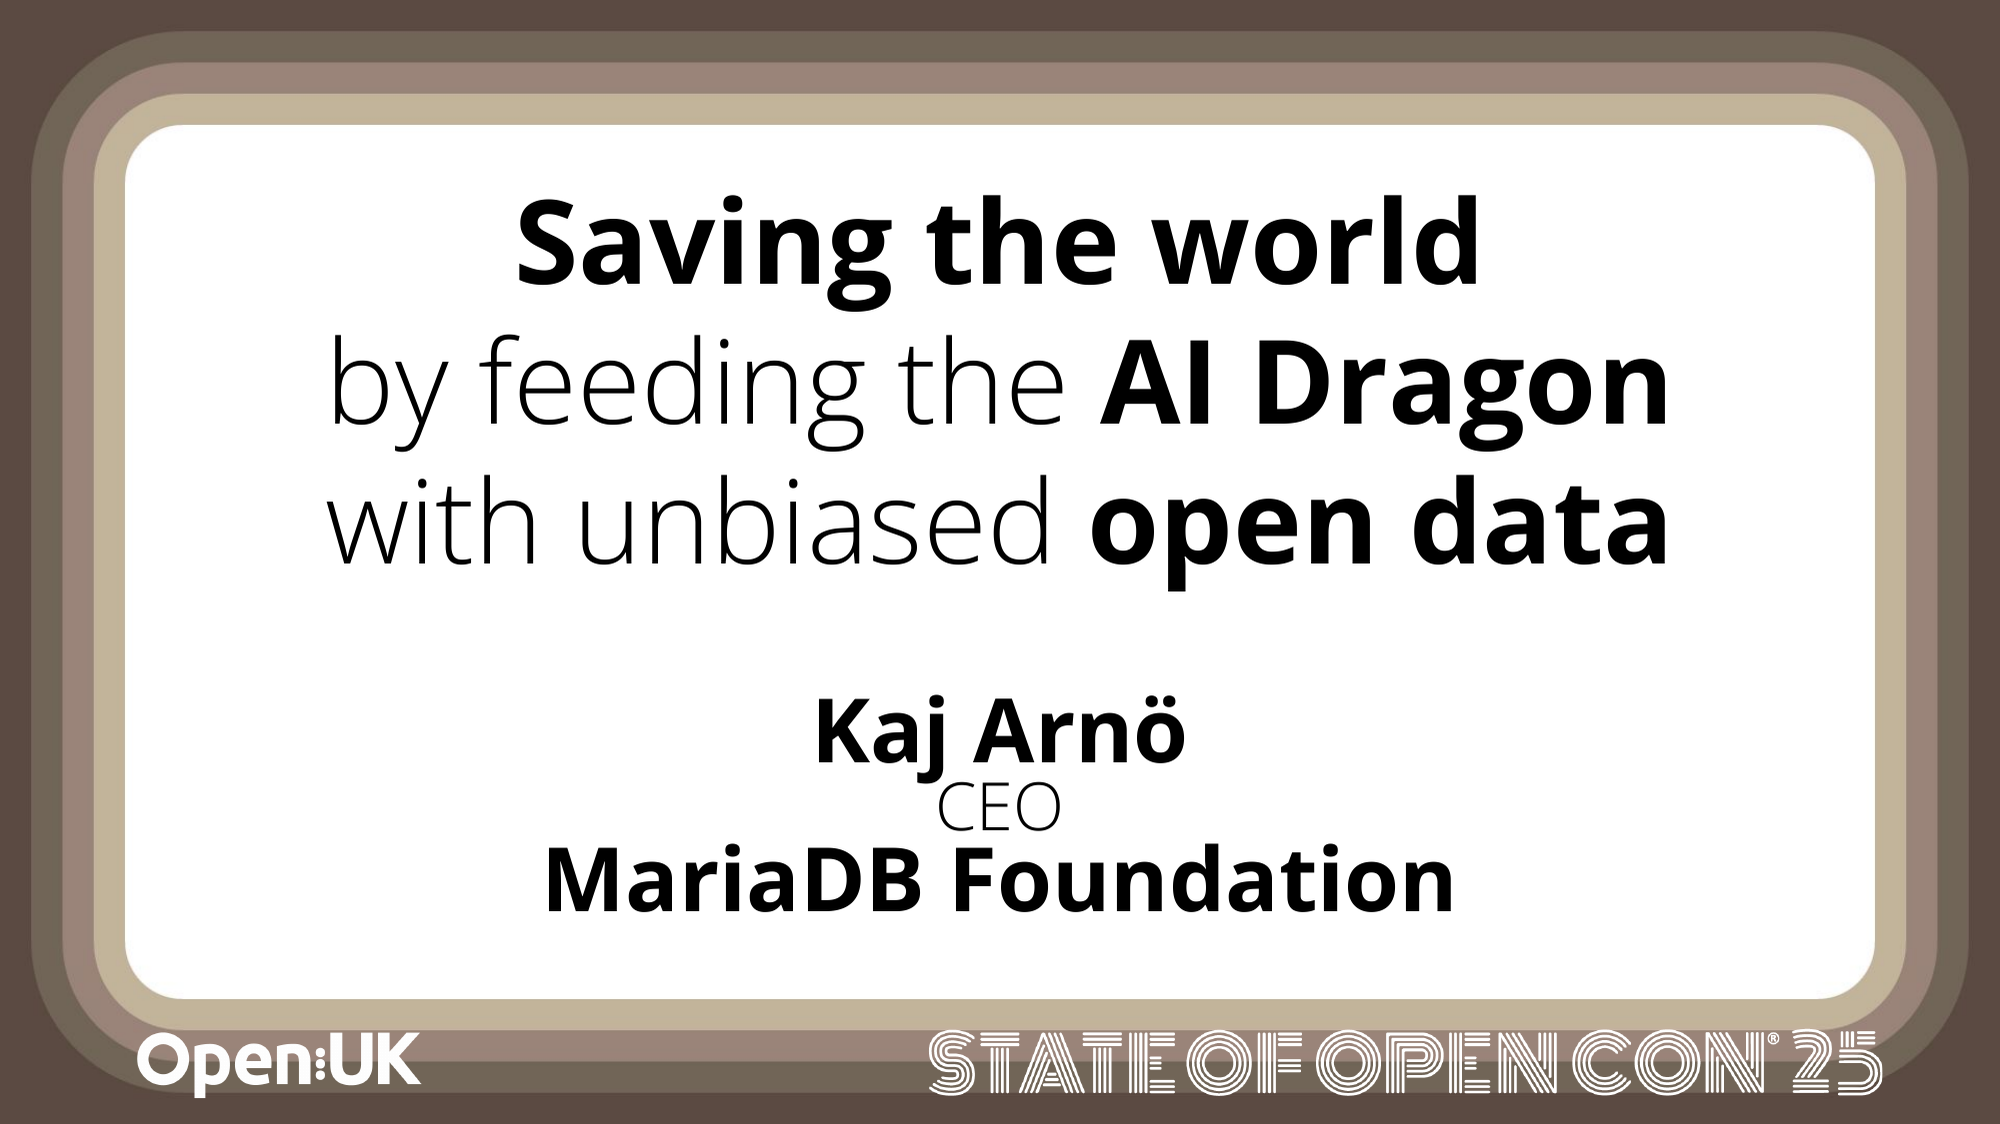 Saving the world
by feeding the AI Dragon
with unbiased open data
Kaj Arnö
CEO
MariaDB Foundation
Open:UK
STATE OF OPEN CON® 25